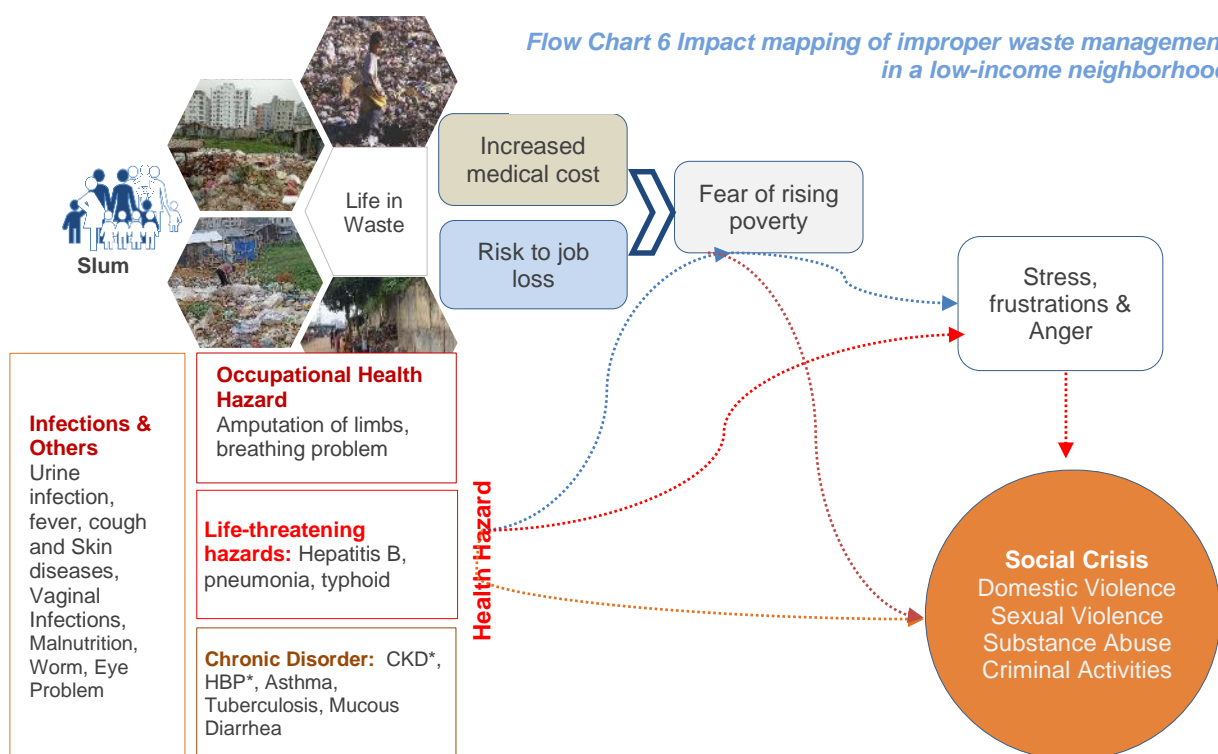 Flow Chart 6 Impact mapping of improper waste managemen
in a low-income neighborhood
Slum
Life in
Waste
Increased
medical cost
Risk to job
loss
Fear of rising
poverty
Stress,
frustrations &
Anger
Infections &
Others
Urine
infection,
fever, cough
and Skin
diseases,
Vaginal
Infections,
Malnutrition,
Worm, Eye
Problem
Occupational Health
Hazard
Amputation of limbs,
breathing problem
Life-threatening
hazards: Hepatitis B,
pneumonia, typhoid
Chronic Disorder: CKD*,
HBP*, Asthma,
Tuberculosis, Mucous
Diarrhea
Health Hazard
Social Crisis
Domestic Violence
Sexual Violence
Substance Abuse
Criminal Activities